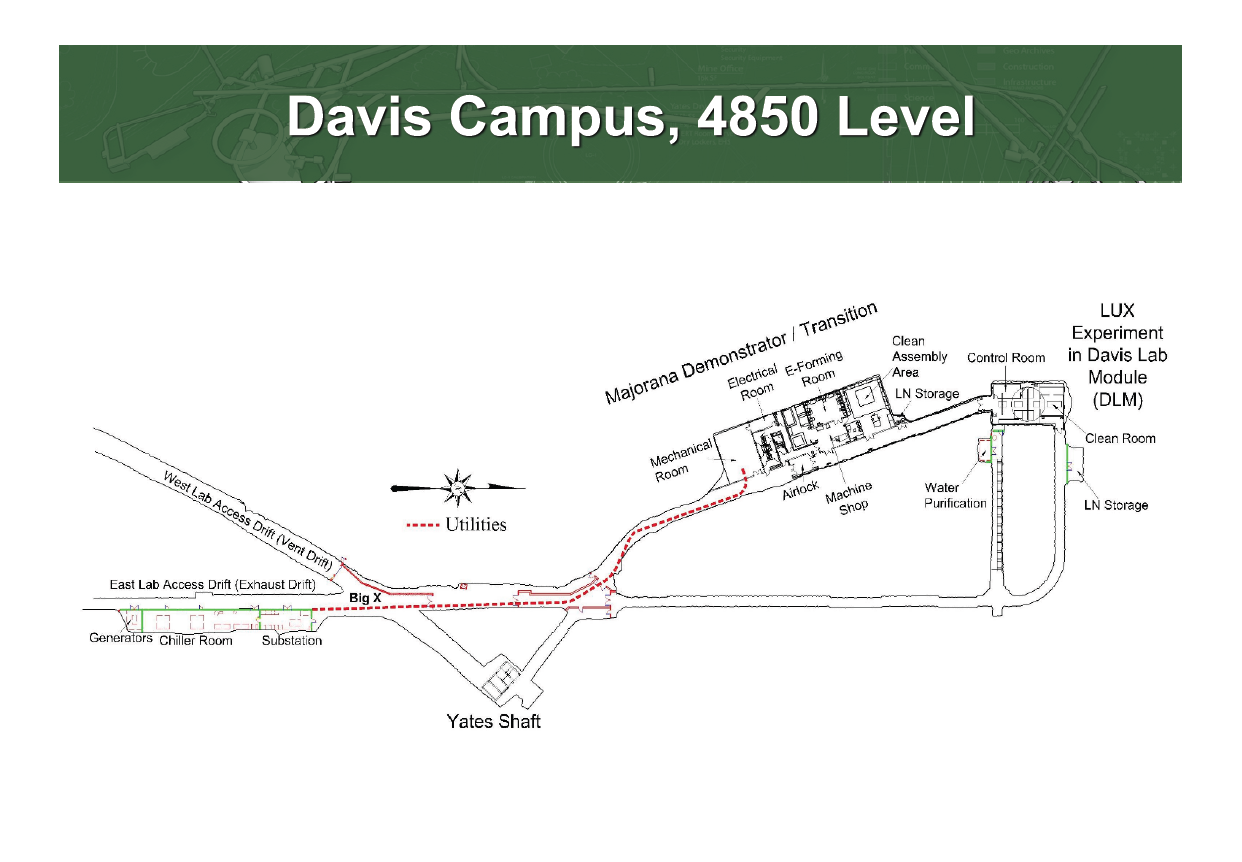 Davis Campus, 4850 Level
LUX
Experiment
in Davis Lab
Module
(DLM)
Majorana Demonstrator / Transition
Clean
Assembly
Area
Control Room
Electrical
Room
E-Forming
Room
LN Storage
Clean Room
Mechanical
Room
Airlock
Machine
Shop
Water
Purification
LN Storage
West Lab Access Drift (Vent Drift)
Utilities
East Lab Access Drift (Exhaust Drift)
Big X
Generators
Chiller Room
Substation
Yates Shaft